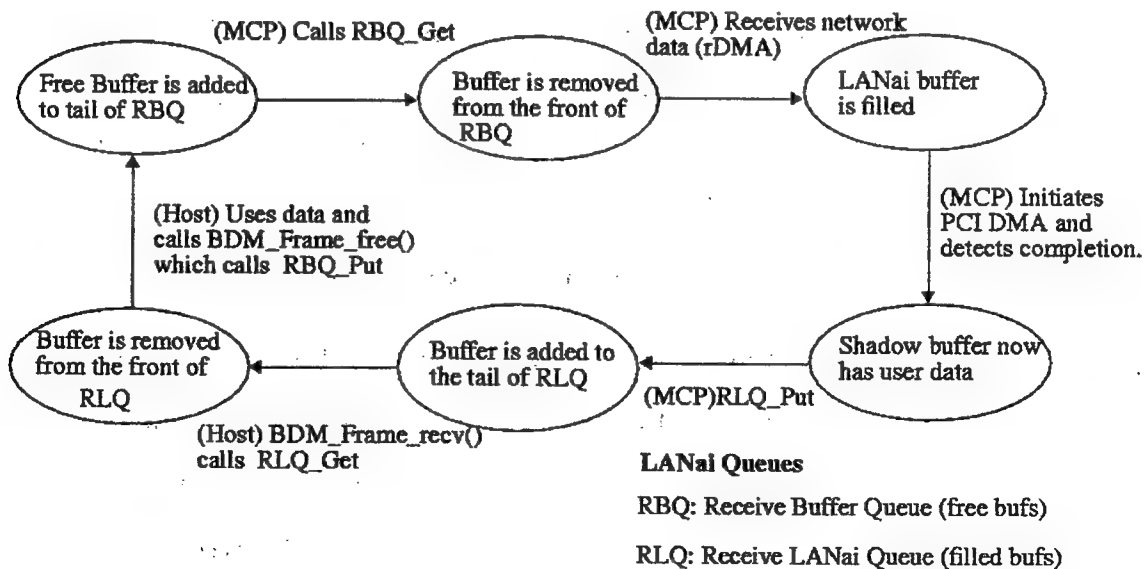 (MCP) Calls RBQ_Get
(MCP) Receives network
data (rDMA)
Free Buffer is added
to tail of RBQ
Buffer is removed
from the front of
RBQ
LANai buffer
is filled
(MCP) Initiates
PCI DMA and
detects completion.
(Host) Uses data and
calls BDM_Frame_free()
which calls RBQ_Put
Buffer is removed
from the front of
RLQ
Buffer is added to
the tail of RLQ
Shadow buffer now
has user data
(MCP)RLQ_Put
(Host) BDM_Frame_recv()
calls RLQ_Get
LANai Queues
RBQ: Receive Buffer Queue (free bufs)
RLQ: Receive LANai Queue (filled bufs)